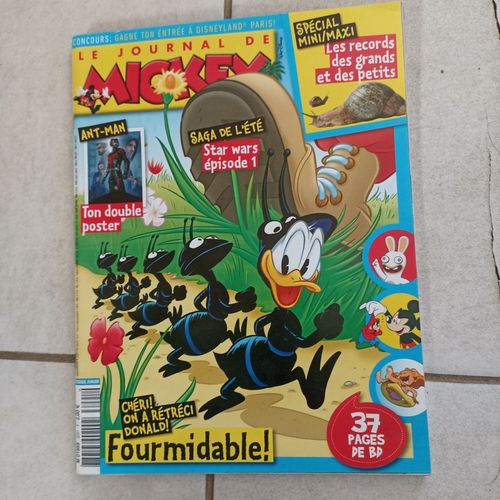 CONCOURS: GAGNE TON ENTRÉE À DISNEYLAND PARIS!
LE JOURNAL DE
MICKEY
SPÉCIAL
MINI/MAXI
Les records
des grands
et des petits
ANT-MAN
Ton double
poster
SAGA DE L'ÉTÉ
Star wars
épisode 1
CHÉRI!
ON A RÉTRÉCI
DONALD!
Fourmidable!
37
PAGES
DE BD